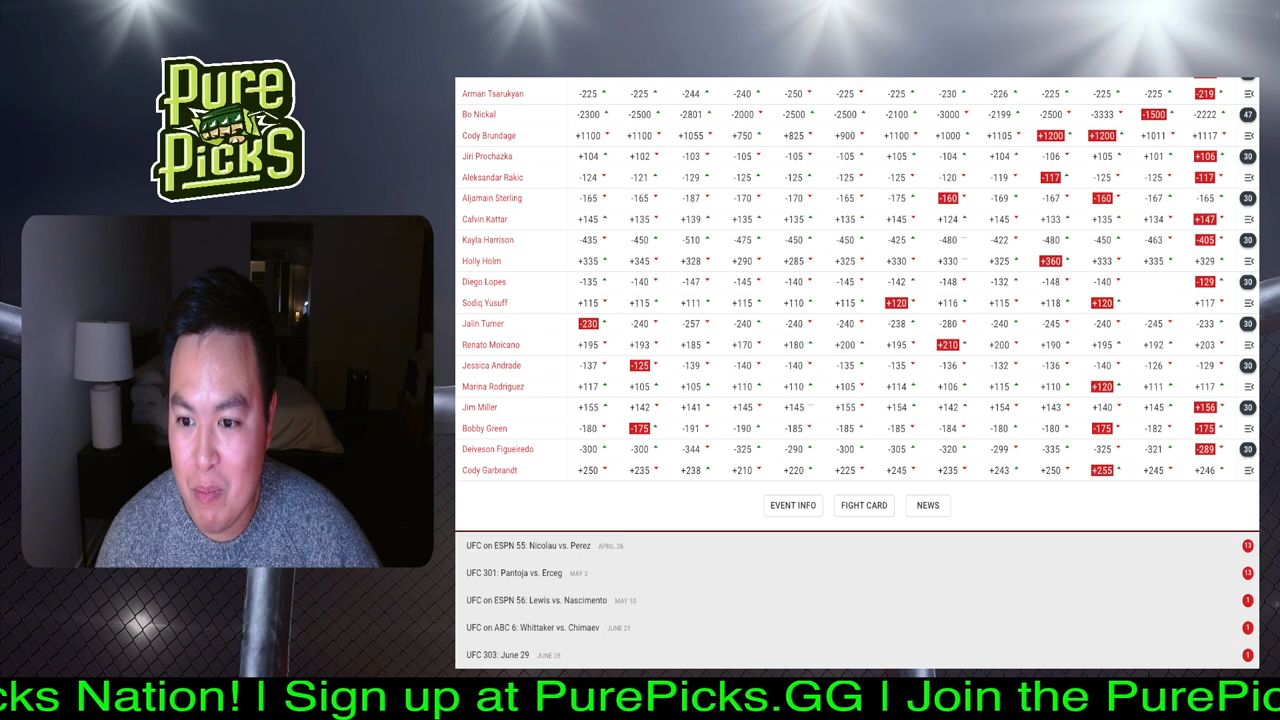 Pure
Picks
Arman Tsarukyan -225 -225 -244 -240 -250 -225 -225 -230 -226 -225 -225 -225 -219
Bo Nickal -2300 -2500 -2801 -2000 -2500 -2500 -2100 -3000 -2199 -2500 -3333 -1500 -2222 47
Cody Brundage +1100 +1100 +1055 +750 +825 +900 +1100 +1000 +1105 +1200 +1200 +1011 +1117
Jiri Prochazka +104 +102 -103 -105 -105 -105 +105 -104 +104 -106 +105 +101 +106 30
Aleksandar Rakic -124 -121 -129 -125 -125 -125 -125 -120 -119 -117 -125 -125 -117
Aljamain Sterling -165 -165 -187 -170 -170 -165 -175 -160 -169 -167 -160 -167 -165 30
Calvin Kattar +145 +135 +139 +135 +135 +135 +145 +124 +145 +133 +135 +134 +147
Kayla Harrison -435 -450 -510 -475 -450 -450 -425 -480 -422 -480 -450 -463 -405 30
Holly Holm +335 +345 +328 +290 +285 +325 +330 +330 +325 +360 +333 +335 +329
Diego Lopes -135 -140 -147 -145 -140 -145 -142 -148 -132 -148 -140 -129 30
Sodiq Yusuff +115 +115 +111 +115 +110 +115 +120 +116 +115 +118 +120 +117
Jalin Turner -230 -240 -257 -240 -240 -240 -238 -280 -240 -245 -240 -245 -233 30
Renato Moicano +195 +193 +185 +170 +180 +200 +195 +210 +200 +190 +195 +192 +203
Jessica Andrade -137 -125 -139 -140 -140 -135 -135 -136 -132 -136 -140 -126 -129 30
Marina Rodriguez +117 +105 +105 +110 +110 +105 +114 +106 +115 +110 +120 +111 +117
Jim Miller +155 +142 +141 +145 +145 +155 +154 +142 +154 +143 +140 +145 +156 30
Bobby Green -180 -175 -191 -190 -185 -185 -185 -184 -180 -180 -175 -182 -175
Deiveson Figueiredo -300 -300 -344 -325 -290 -300 -305 -320 -299 -335 -325 -321 -289 30
Cody Garbrandt +250 +235 +238 +210 +220 +225 +245 +235 +243 +250 +255 +245 +246
EVENT INFO FIGHT CARD NEWS
UFC on ESPN 55: Nicolau vs. Perez APRIL 26 13
UFC 301: Pantoja vs. Erceg MAY 3 13
UFC on ESPN 56: Lewis vs. Nascimento MAY 10 1
UFC on ABC 6: Whittaker vs. Chimaev JUNE 21 1
UFC 303: June 29 JUNE 28 1
cks Nation! | Sign up at PurePicks.GG | Join the PurePic